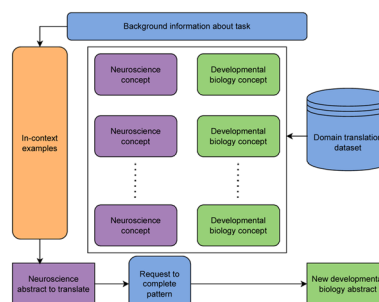 Background information about task
Neuroscience
concept
Developmental
biology concept
In-context
examples
Neuroscience
concept
Developmental
biology concept
Domain translation
dataset
Neuroscience
concept
Developmental
biology concept
Neuroscience
abstract to translate
Request to
complete
pattern
New developmental
biology abstract